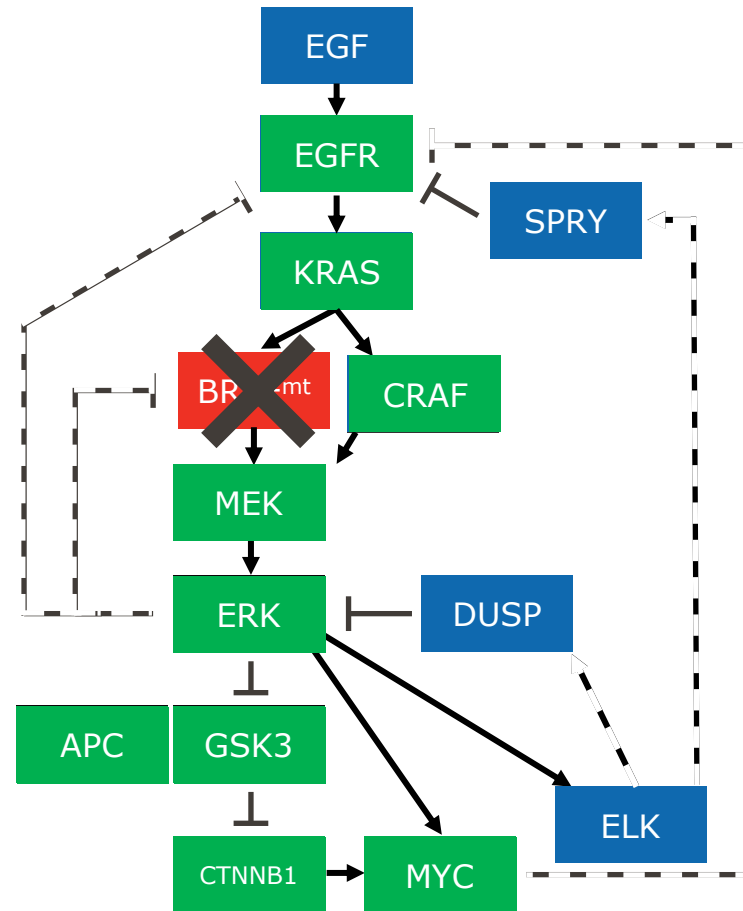 EGF
EGFR
SPRY
KRAS
CRAF
MEK
ERK
DUSP
APC
GSK3
ELK
CTNNB1
MYC